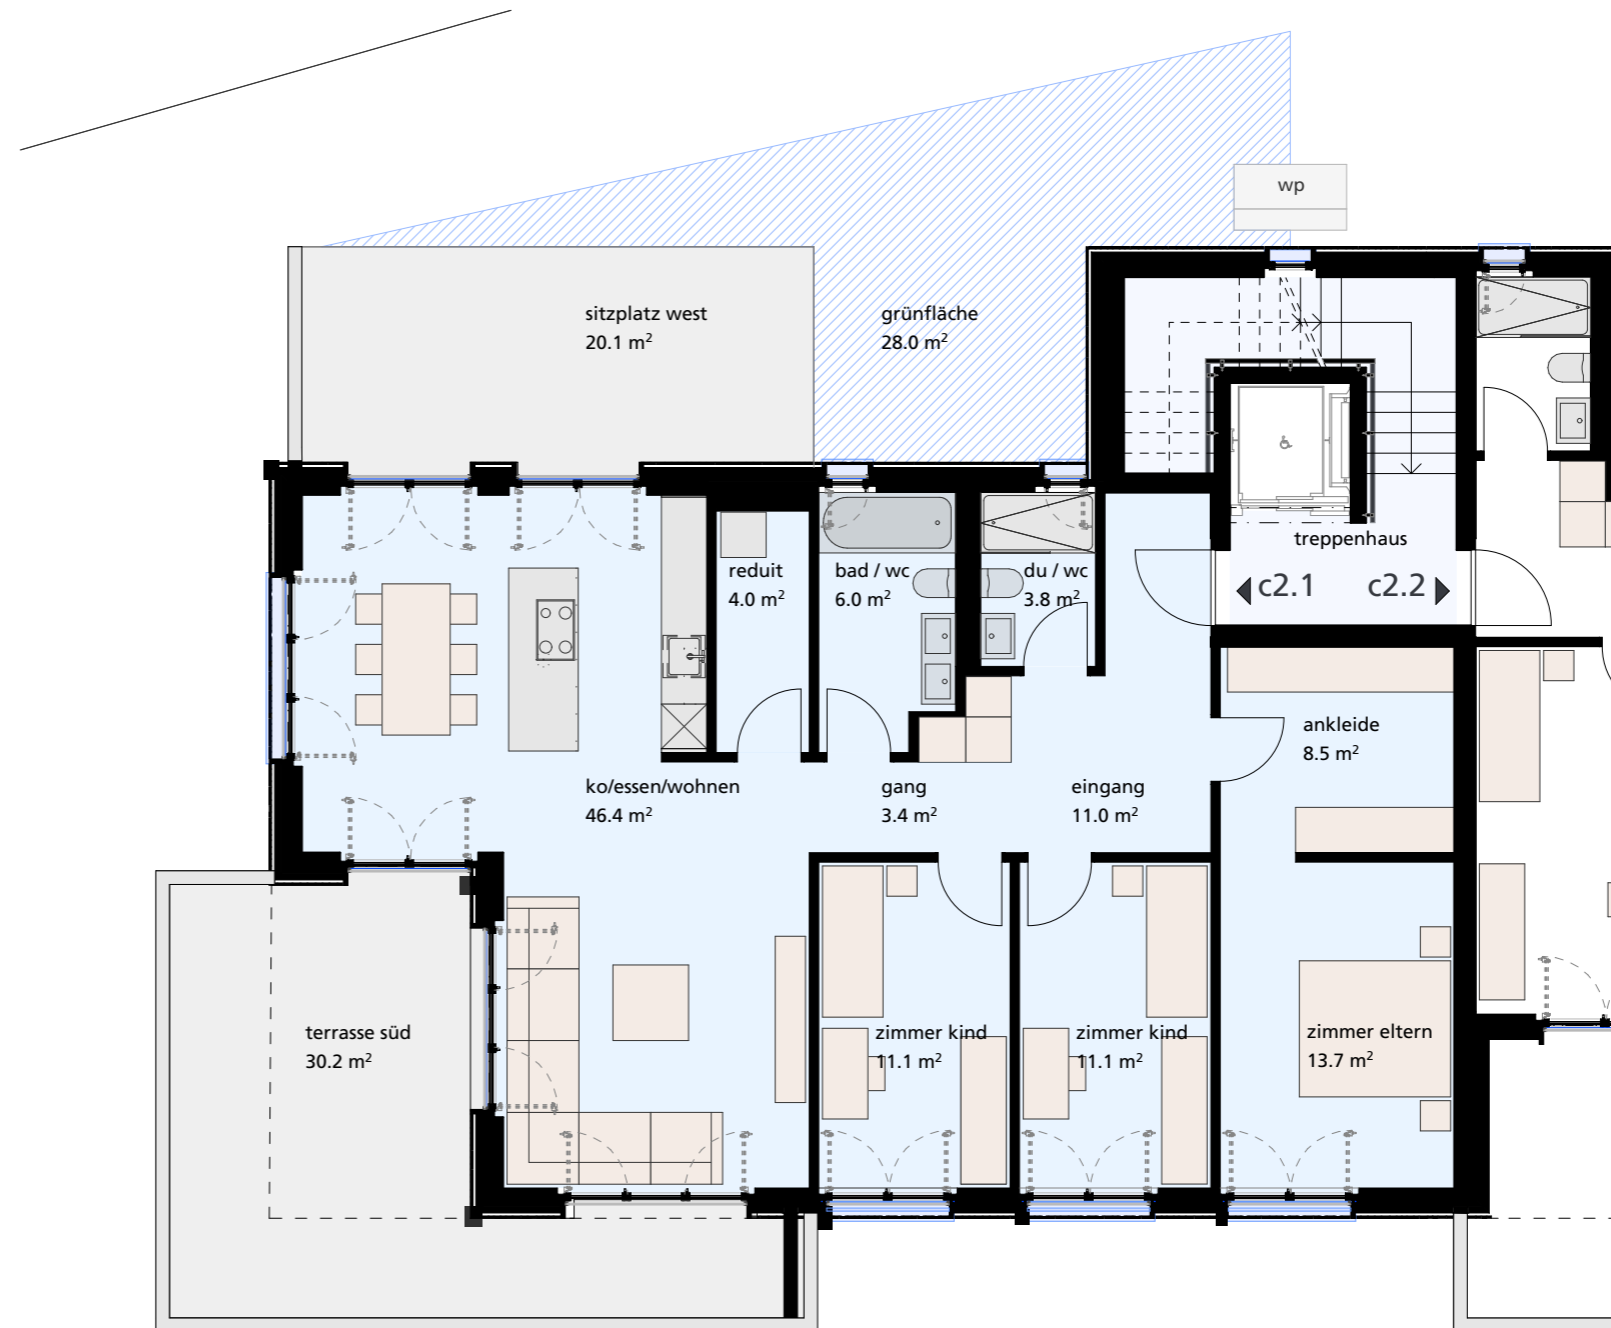 wp
sitzplatz west
20.1 m²
grünfläche
28.0 m²
treppenhaus
c2.1
c2.2
reduit
4.0 m²
bad / wc
6.0 m²
du / wc
3.8 m²
ankleide
8.5 m²
ko/essen/wohnen
46.4 m²
gang
3.4 m²
eingang
11.0 m²
terrasse süd
30.2 m²
zimmer kind
11.1 m²
zimmer kind
11.1 m²
zimmer eltern
13.7 m²